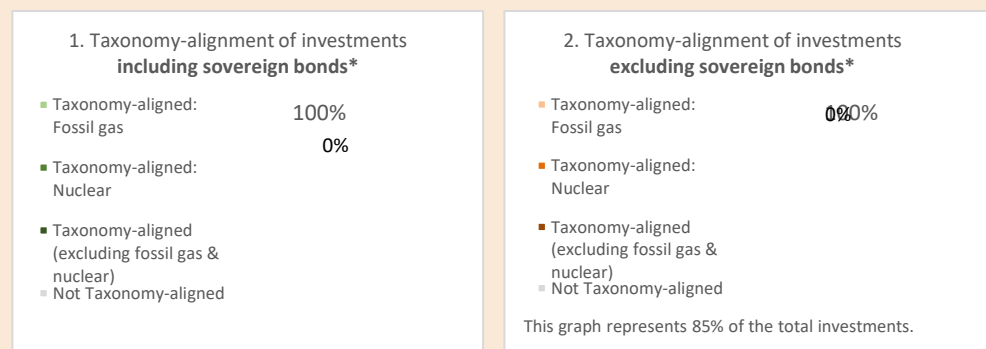 1. Taxonomy-alignment of investments
including sovereign bonds*
Taxonomy-aligned:
Fossil gas
100%
0%
Taxonomy-aligned:
Nuclear
Taxonomy-aligned
(excluding fossil gas &
nuclear)
Not Taxonomy-aligned
2. Taxonomy-alignment of investments
excluding sovereign bonds*
Taxonomy-aligned:
Fossil gas
0%
100%
Taxonomy-aligned:
Nuclear
Taxonomy-aligned
(excluding fossil gas &
nuclear)
Not Taxonomy-aligned
This graph represents 85% of the total investments.